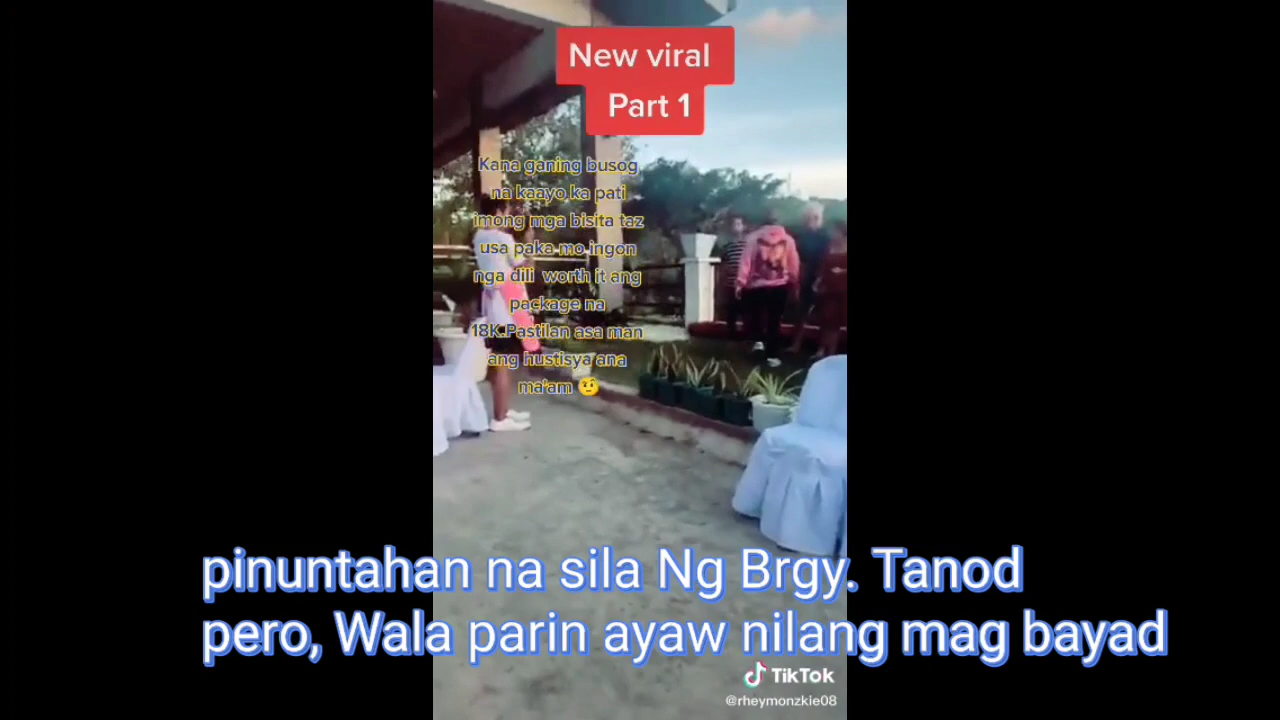 New viral
Part 1
Kana ganing busog
na kaayo ka pati
imong mga bisita taz
usa paka mo ingon
nga dili worth it ang
package na
18K.Pastilan asa man
ang hustisya ana
ma'am 🤨
pinuntahan na sila Ng Brgy. Tanod
pero, Wala parin ayaw nilang mag bayad
TikTok
@rheymonzkie08